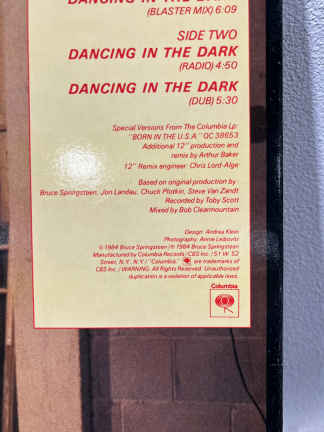 DANCING IN THE DARK
(BLASTER MIX) 6:09
SIDE TWO
DANCING IN THE DARK
(RADIO) 4:50
DANCING IN THE DARK
(DUB) 5:30
Special Versions From The Columbia Lp:
"BORN IN THE U.S.A." QC 38653
Additional 12" production and
remix by Arthur Baker
12" Remix engineer: Chris Lord-Alge
Based on original production by:
Bruce Springsteen, Jon Landau, Chuck Plotkin, Steve Van Zandt
Recorded by Toby Scott
Mixed by Bob Clearmountain
Design: Andrea Klein
Photography: Annie Leibovitz
© 1984 Bruce Springsteen/℗ 1984 Bruce Springsteen/
Manufactured by Columbia Records/CBS Inc./51 W. 52
Street, N.Y., N.Y./"Columbia," are trademarks of
CBS Inc./WARNING: All Rights Reserved. Unauthorized
duplication is a violation of applicable laws.
Columbia